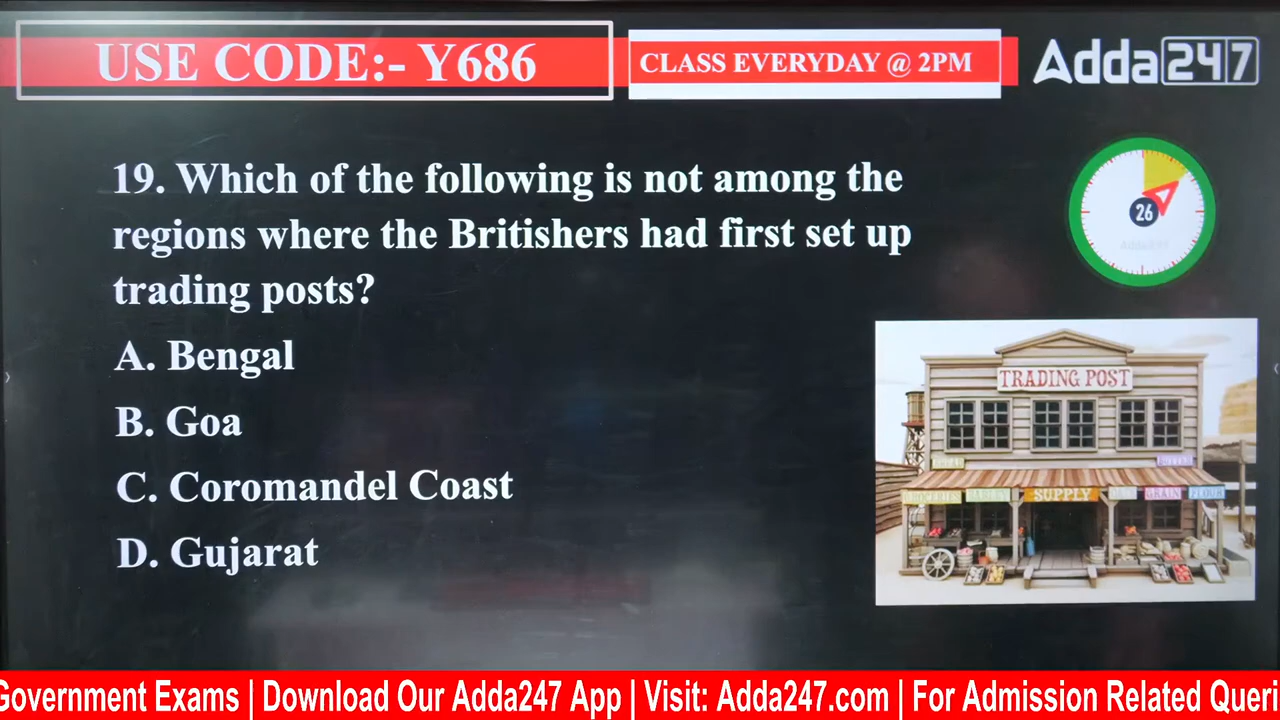 USE CODE:- Y686
CLASS EVERYDAY @ 2PM
Adda247
19. Which of the following is not among the
regions where the Britishers had first set up
trading posts?
26
A. Bengal
B. Goa
C. Coromandel Coast
D. Gujarat
TRADING POST
SUPPLY
GRAIN
FLOUR
Government Exams | Download Our Adda247 App | Visit: Adda247.com | For Admission Related Queri